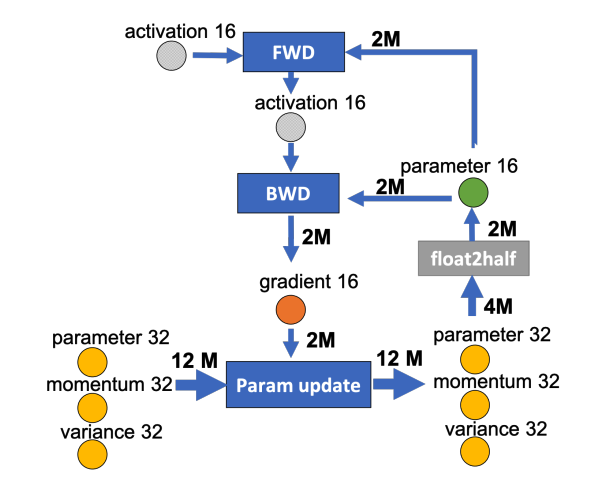 activation 16
FWD
2M
activation 16
parameter 16
BWD
2M
2M
2M
float2half
gradient 16
4M
2M
parameter 32
parameter 32
12 M
12 M
momentum 32
Param update
momentum 32
variance 32
variance 32